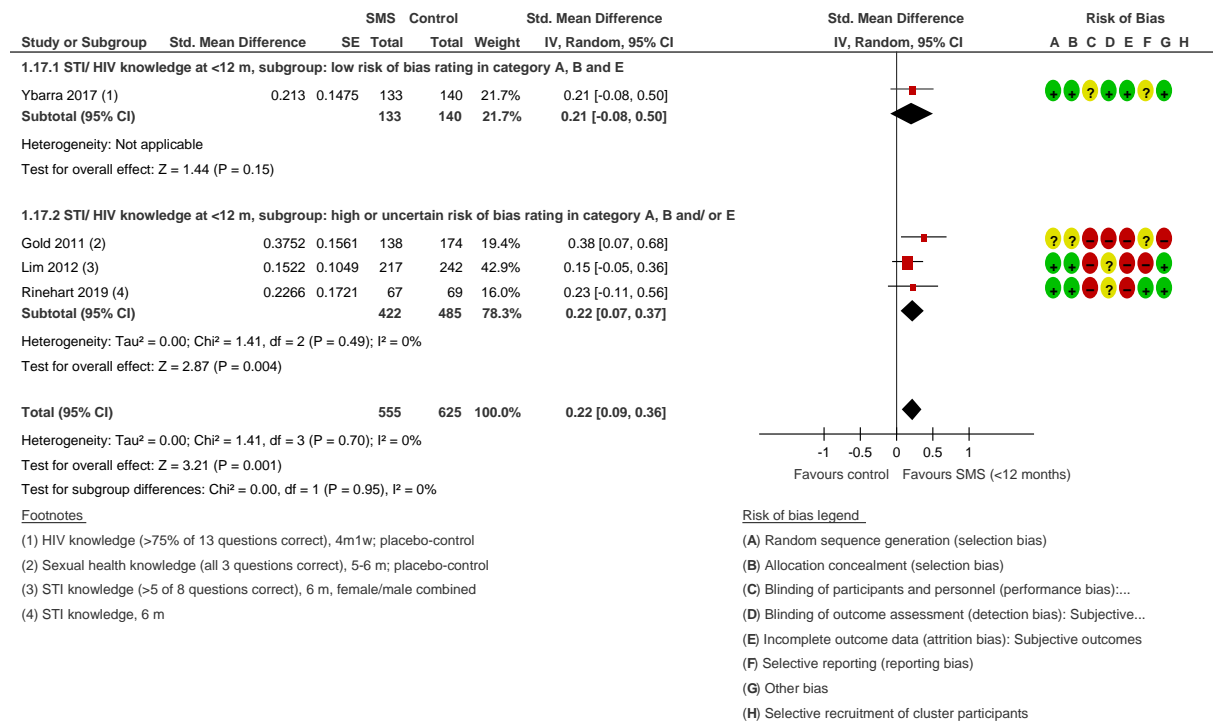 SMS Control Std. Mean Difference Std. Mean Difference Risk of Bias
Study or Subgroup Std. Mean Difference SE Total Total Weight IV, Random, 95% CI IV, Random, 95% CI A B C D E F G H
1.17.1 STI/ HIV knowledge at <12 m, subgroup: low risk of bias rating in category A, B and E
Ybarra 2017 (1) 0.213 0.1475 133 140 21.7% 0.21 [-0.08, 0.50] + + ? + + ? +
Subtotal (95% CI) 133 140 21.7% 0.21 [-0.08, 0.50]
Heterogeneity: Not applicable
Test for overall effect: Z = 1.44 (P = 0.15)
1.17.2 STI/ HIV knowledge at <12 m, subgroup: high or uncertain risk of bias rating in category A, B and/ or E
Gold 2011 (2) 0.3752 0.1561 138 174 19.4% 0.38 [0.07, 0.68] ? ? − − − ? −
Lim 2012 (3) 0.1522 0.1049 217 242 42.9% 0.15 [-0.05, 0.36] + + − ? − − +
Rinehart 2019 (4) 0.2266 0.1721 67 69 16.0% 0.23 [-0.11, 0.56] + + − ? − + +
Subtotal (95% CI) 422 485 78.3% 0.22 [0.07, 0.37]
Heterogeneity: Tau² = 0.00; Chi² = 1.41, df = 2 (P = 0.49); I² = 0%
Test for overall effect: Z = 2.87 (P = 0.004)
Total (95% CI) 555 625 100.0% 0.22 [0.09, 0.36]
Heterogeneity: Tau² = 0.00; Chi² = 1.41, df = 3 (P = 0.70); I² = 0%
Test for overall effect: Z = 3.21 (P = 0.001)
Test for subgroup differences: Chi² = 0.00, df = 1 (P = 0.95), I² = 0%
-1 -0.5 0 0.5 1
Favours control Favours SMS (<12 months)
Footnotes
(1) HIV knowledge (>75% of 13 questions correct), 4m1w; placebo-control
(2) Sexual health knowledge (all 3 questions correct), 5-6 m; placebo-control
(3) STI knowledge (>5 of 8 questions correct), 6 m, female/male combined
(4) STI knowledge, 6 m
Risk of bias legend
(A) Random sequence generation (selection bias)
(B) Allocation concealment (selection bias)
(C) Blinding of participants and personnel (performance bias):...
(D) Blinding of outcome assessment (detection bias): Subjective...
(E) Incomplete outcome data (attrition bias): Subjective outcomes
(F) Selective reporting (reporting bias)
(G) Other bias
(H) Selective recruitment of cluster participants